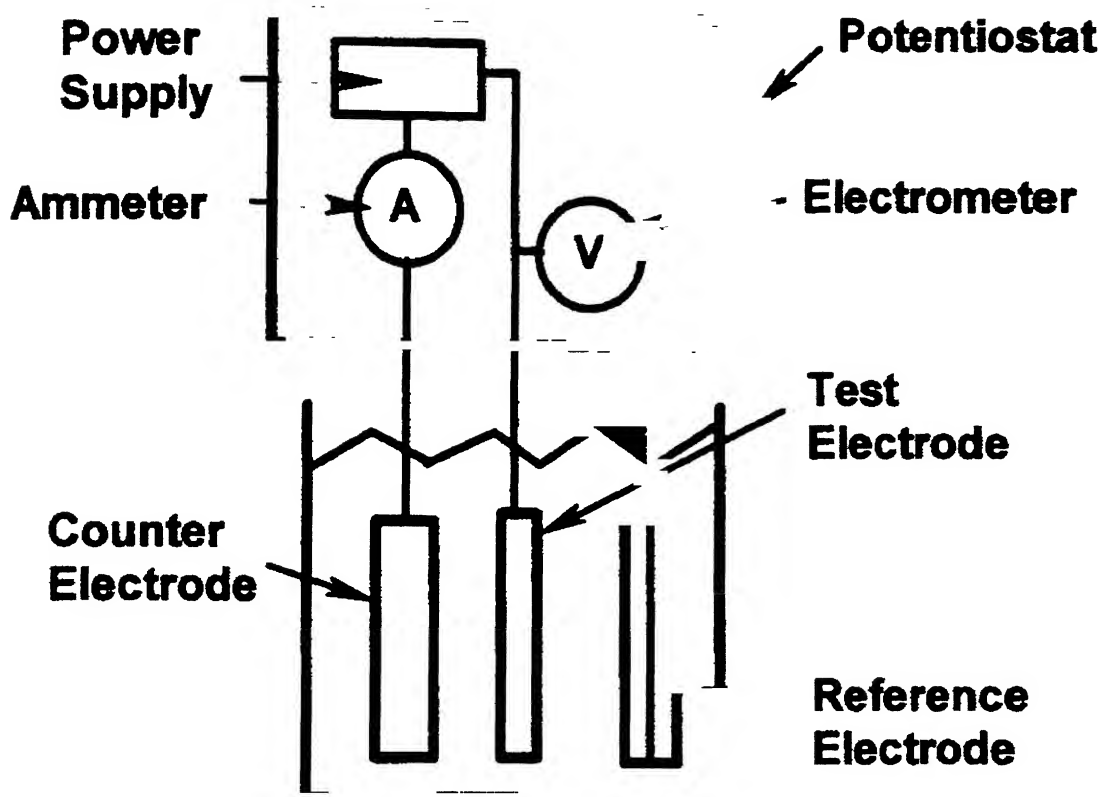 Power
Supply
Potentiostat
Ammeter
A
Electrometer
V
Test
Electrode
Counter
Electrode
Reference
Electrode